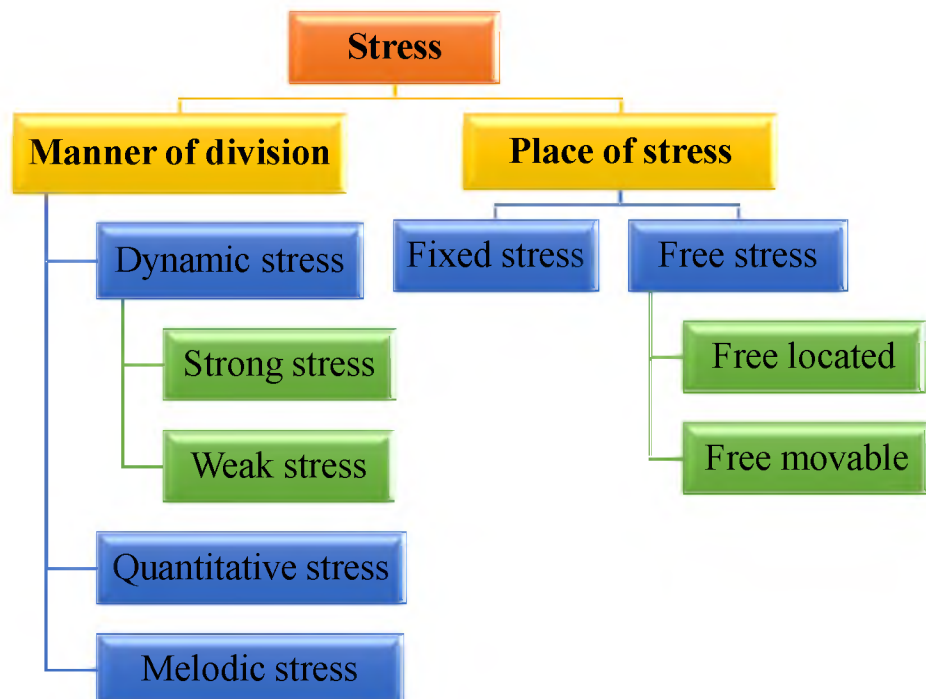 Stress
Manner of division
Place of stress
Dynamic stress
Fixed stress
Free stress
Strong stress
Free located
Weak stress
Free movable
Quantitative stress
Melodic stress